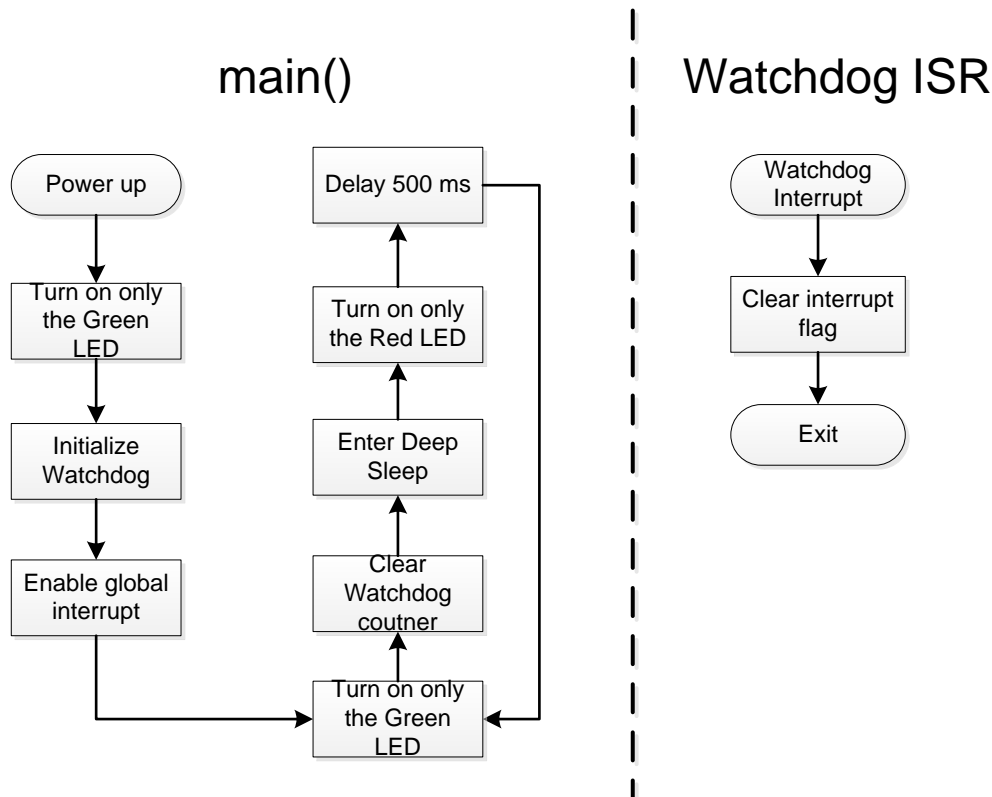 main()
Power up
Turn on only
the Green
LED
Initialize
Watchdog
Enable global
interrupt
Delay 500 ms
Turn on only
the Red LED
Enter Deep
Sleep
Clear
Watchdog
coutner
Turn on only
the Green
LED
Watchdog ISR
Watchdog
Interrupt
Clear interrupt
flag
Exit